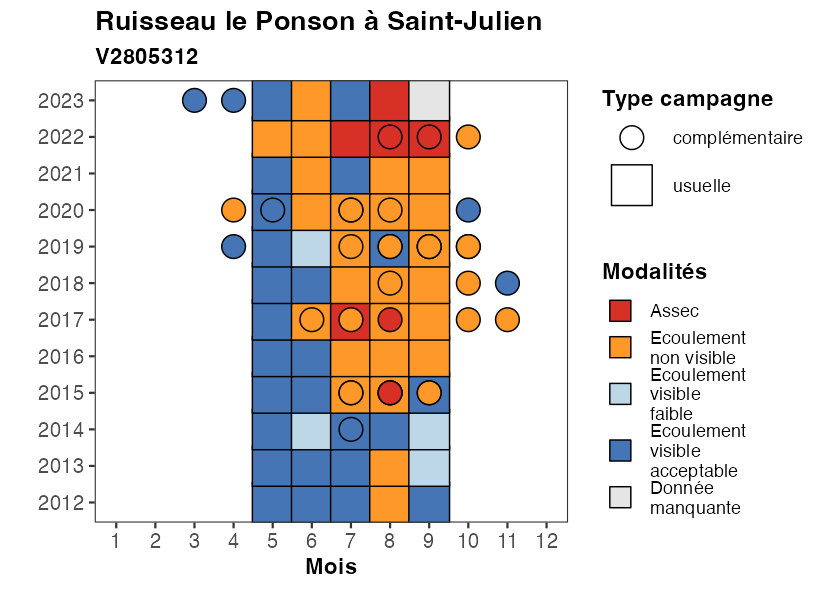 Ruisseau le Ponson à Saint-Julien
V2805312
2023
2022
2021
2020
2019
2018
2017
2016
2015
2014
2013
2012
1 2 3 4 5 6 7 8 9 10 11 12
Mois
Type campagne
complémentaire
usuelle
Modalités
Assec
Ecoulement
non visible
Ecoulement
visible
faible
Ecoulement
visible
acceptable
Donnée
manquante